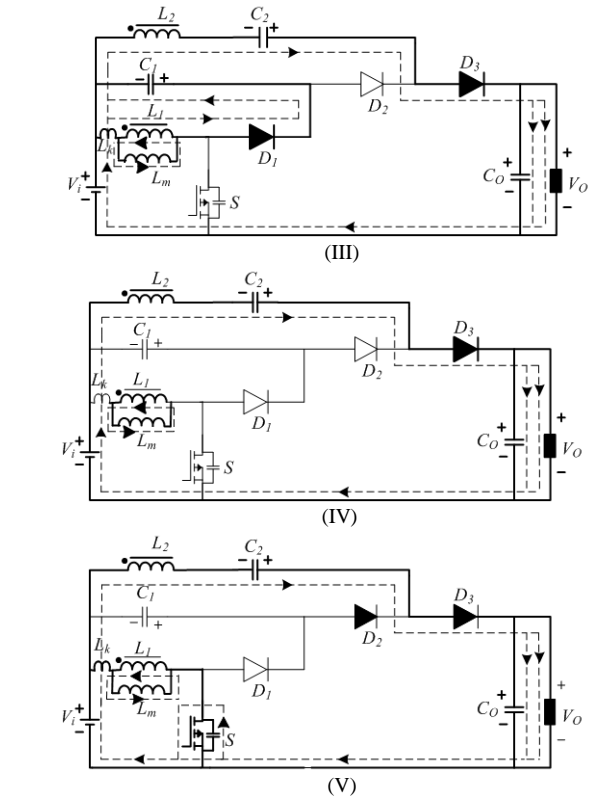 L2 C2
− + D3
C1
− + D2
L1
Lk D1
Lm
Vi + − S CO + − + VO −
(III)
L2 C2
− + D3
C1
− + D2
Lk L1
D1
Lm
Vi + − S CO + − + VO −
(IV)
L2 C2
− + D3
C1
− + D2
Lk L1
D1
Lm
Vi + − S CO + − + VO −
(V)